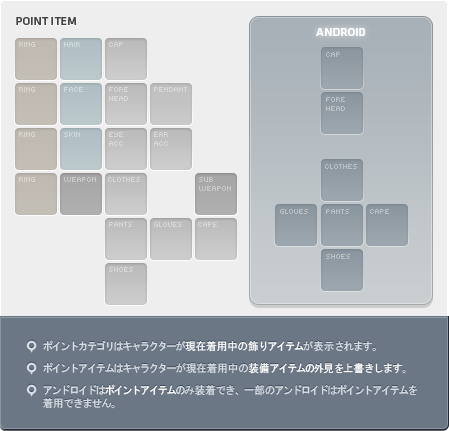 POINT ITEM
RING
HAIR
CAP
RING
FACE
FORE
HEAD
PENDANT
RING
SKIN
EYE
ACC
EAR
ACC
RING
WEAPON
CLOTHES
SUB
WEAPON
PANTS
GLOVES
CAPE
SHOES
ANDROID
CAP
FORE
HEAD
CLOTHES
GLOVES
PANTS
CAPE
SHOES
ポイントカテゴリはキャラクターが現在着用中の飾りアイテムが表示されます。
ポイントアイテムはキャラクターが現在着用中の装備アイテムの外見を上書きします。
アンドロイドはポイントアイテムのみ装着でき、一部のアンドロイドはポイントアイテムを
着用できません。